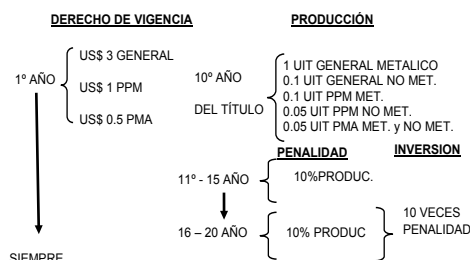 DERECHO DE VIGENCIA
PRODUCCIÓN
US$ 3 GENERAL
1º AÑO
US$ 1 PPM
US$ 0.5 PMA
10º AÑO
DEL TÍTULO
1 UIT GENERAL METALICO
0.1 UIT GENERAL NO MET.
0.1 UIT PPM MET.
0.05 UIT PPM NO MET.
0.05 UIT PMA MET. y NO MET.
PENALIDAD
INVERSION
11º - 15 AÑO
10%PRODUC.
16 – 20 AÑO
10% PRODUC
10 VECES
PENALIDAD
SIEMPRE